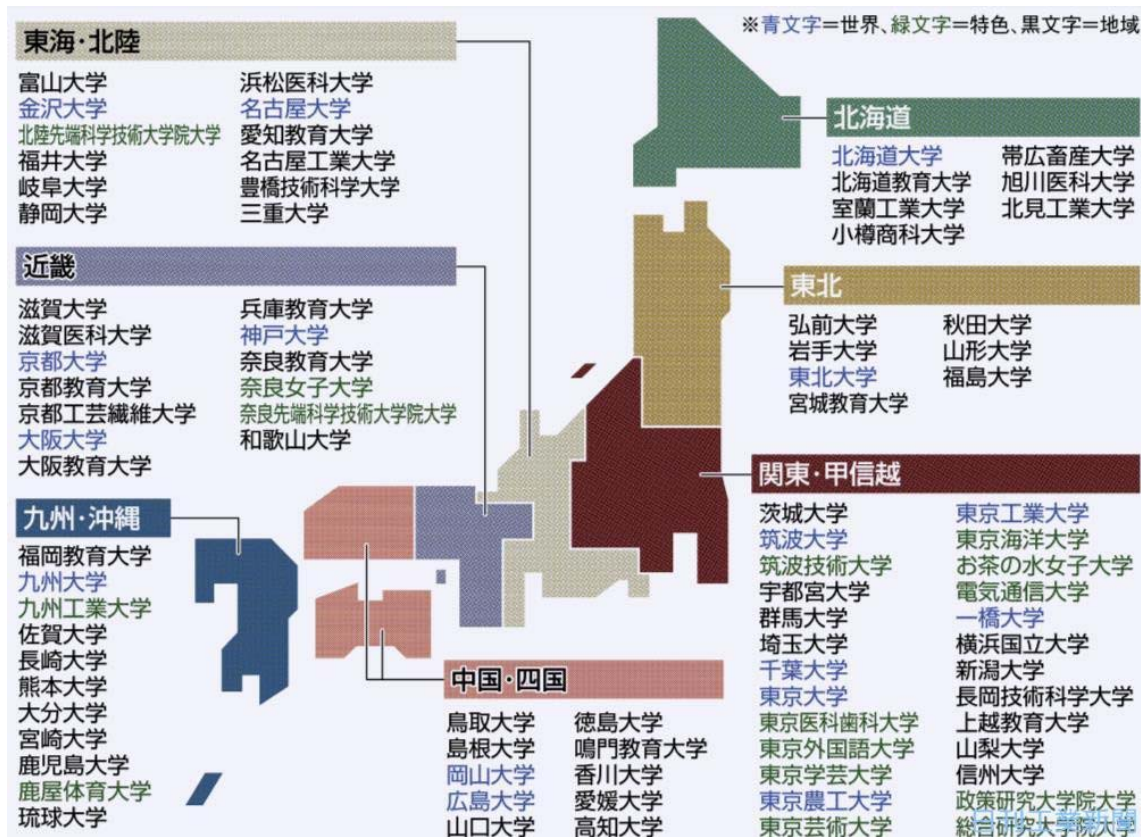 ※青文字＝世界、緑文字＝特色、黒文字＝地域
東海・北陸
富山大学
金沢大学
北陸先端科学技術大学院大学
福井大学
岐阜大学
静岡大学
浜松医科大学
名古屋大学
愛知教育大学
名古屋工業大学
豊橋技術科学大学
三重大学
北海道
北海道大学
北海道教育大学
室蘭工業大学
小樽商科大学
帯広畜産大学
旭川医科大学
北見工業大学
近畿
滋賀大学
滋賀医科大学
京都大学
京都教育大学
京都工芸繊維大学
大阪大学
大阪教育大学
兵庫教育大学
神戸大学
奈良教育大学
奈良女子大学
奈良先端科学技術大学院大学
和歌山大学
東北
弘前大学
岩手大学
東北大学
宮城教育大学
秋田大学
山形大学
福島大学
九州・沖縄
福岡教育大学
九州大学
九州工業大学
佐賀大学
長崎大学
熊本大学
大分大学
宮崎大学
鹿児島大学
鹿屋体育大学
琉球大学
中国・四国
鳥取大学
島根大学
岡山大学
広島大学
山口大学
徳島大学
鳴門教育大学
香川大学
愛媛大学
高知大学
関東・甲信越
茨城大学
筑波大学
筑波技術大学
宇都宮大学
群馬大学
埼玉大学
千葉大学
東京大学
東京医科歯科大学
東京外国語大学
東京学芸大学
東京農工大学
東京芸術大学
東京工業大学
東京海洋大学
お茶の水女子大学
電気通信大学
一橋大学
横浜国立大学
新潟大学
長岡技術科学大学
上越教育大学
山梨大学
信州大学
政策研究大学院大学
総合研究大学院大学
日刊工業新聞